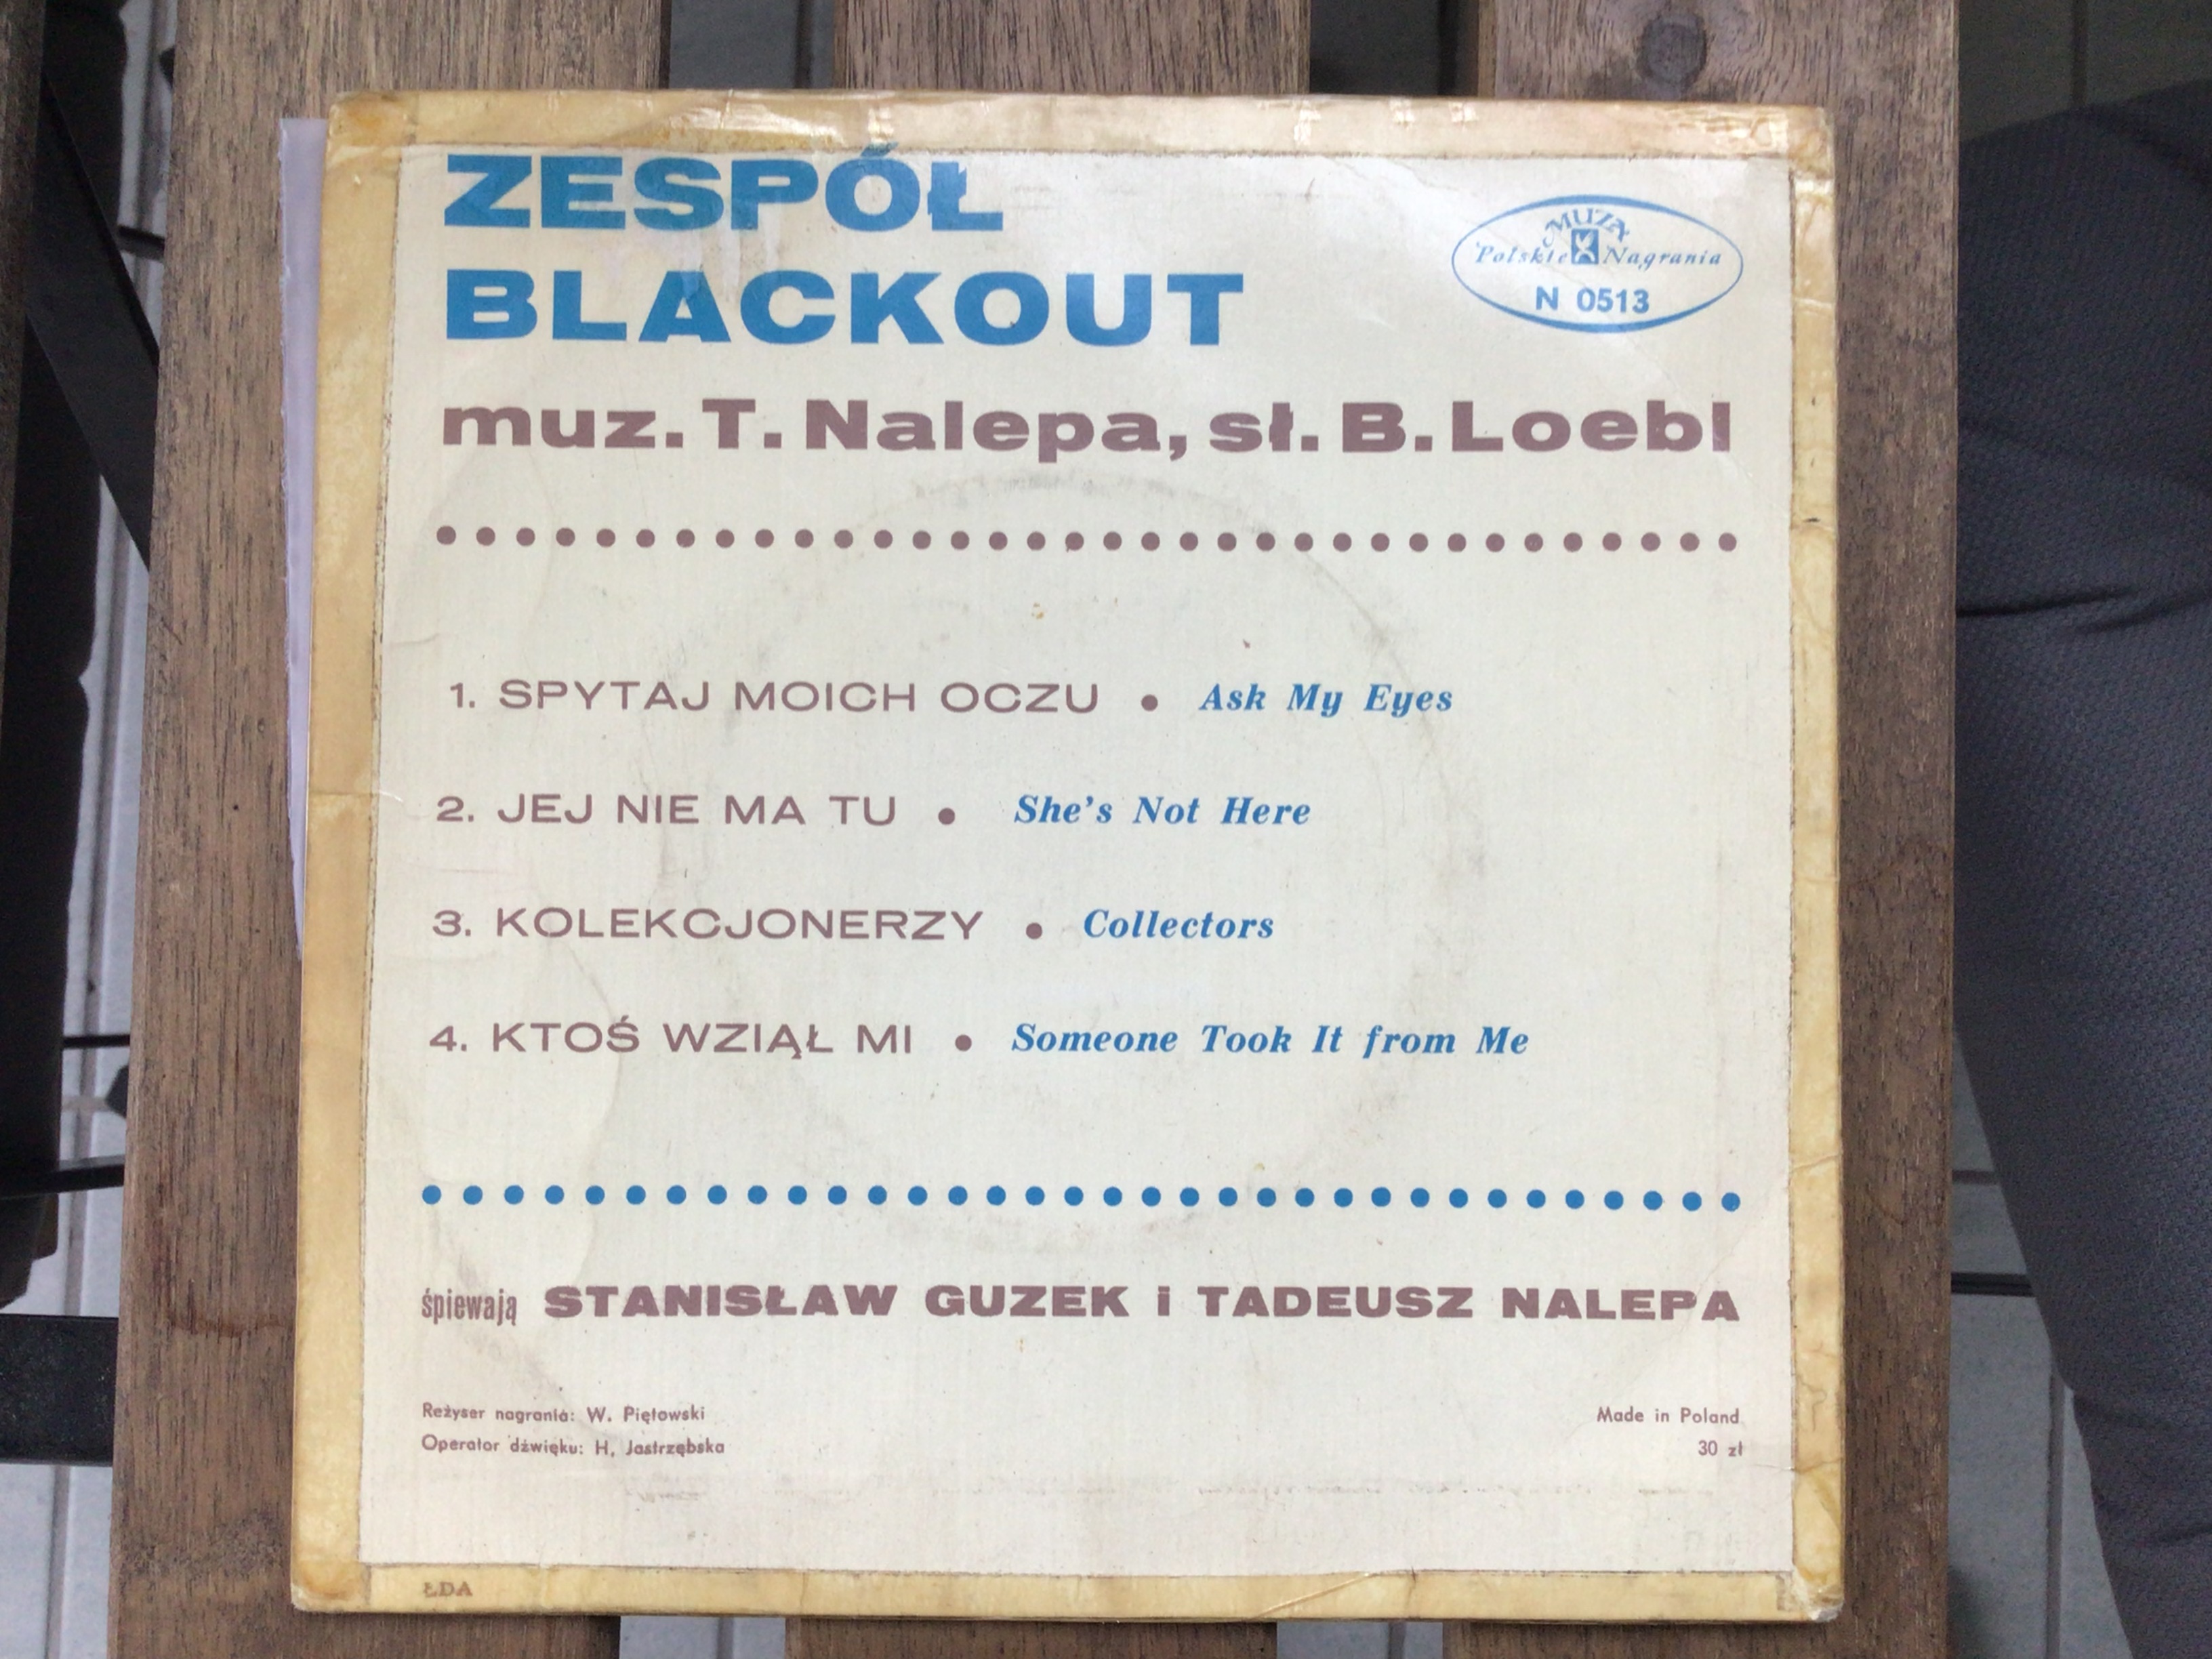 ZESPÓŁ
BLACKOUT
MUZA
Polskie Nagrania
N 0513
muz. T. Nalepa, sł. B. Loebl
1. SPYTAJ MOICH OCZU • Ask My Eyes
2. JEJ NIE MA TU • She's Not Here
3. KOLEKCJONERZY • Collectors
4. KTOŚ WZIĄŁ MI • Someone Took It from Me
śpiewają STANISŁAW GUZEK i TADEUSZ NALEPA
Reżyser nagrania: W. Piętowski
Operator dźwięku: H. Jastrzębska
Made in Poland
30 zł
ŁDA